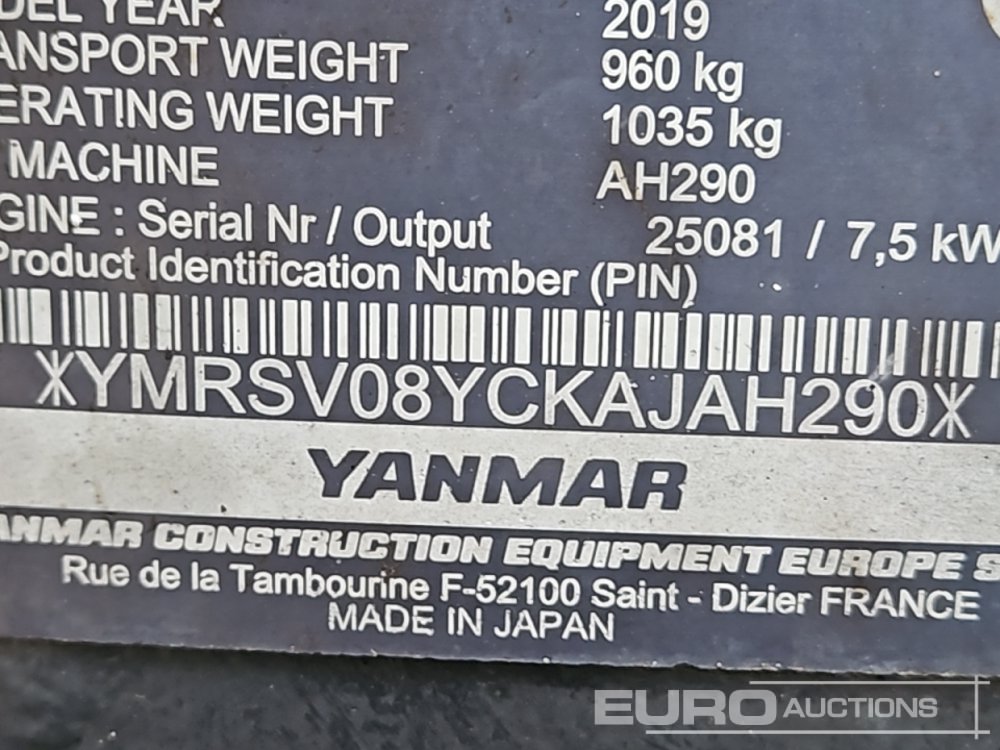 DEL YEAR 2019
ANSPORT WEIGHT 960 kg
ERATING WEIGHT 1035 kg
MACHINE AH290
GINE : Serial Nr / Output 25081 / 7,5 kW
Product Identification Number (PIN)
*YMRSV08YCKAJAH290*
YANMAR
ANMAR CONSTRUCTION EQUIPMENT EUROPE S
Rue de la Tambourine F-52100 Saint - Dizier FRANCE
MADE IN JAPAN
EURO AUCTIONS